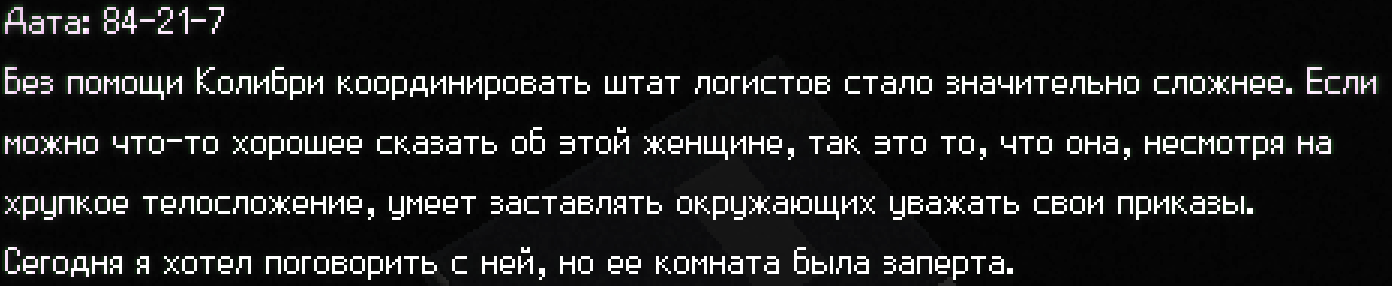 Дата: 84-21-7
Без помощи Колибри координировать штат логистов стало значительно сложнее. Если
можно что-то хорошее сказать об этой женщине, так это то, что она, несмотря на
хрупкое телосложение, умеет заставлять окружающих уважать свои приказы.
Сегодня я хотел поговорить с ней, но ее комната была заперта.